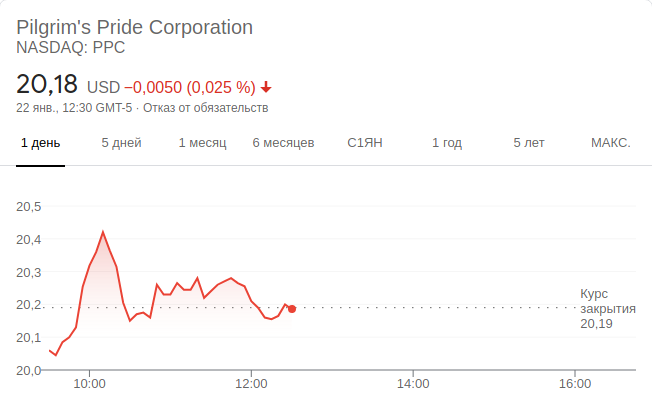 Pilgrim's Pride Corporation
NASDAQ: PPC
20,18 USD −0,0050 (0,025 %)
22 янв., 12:30 GMT-5 · Отказ от обязательств
1 день 5 дней 1 месяц 6 месяцев С1ЯН 1 год 5 лет МАКС.
20,5
20,4
20,3
20,2
20,1
20,0
Курс
закрытия
20,19
10:00 12:00 14:00 16:00